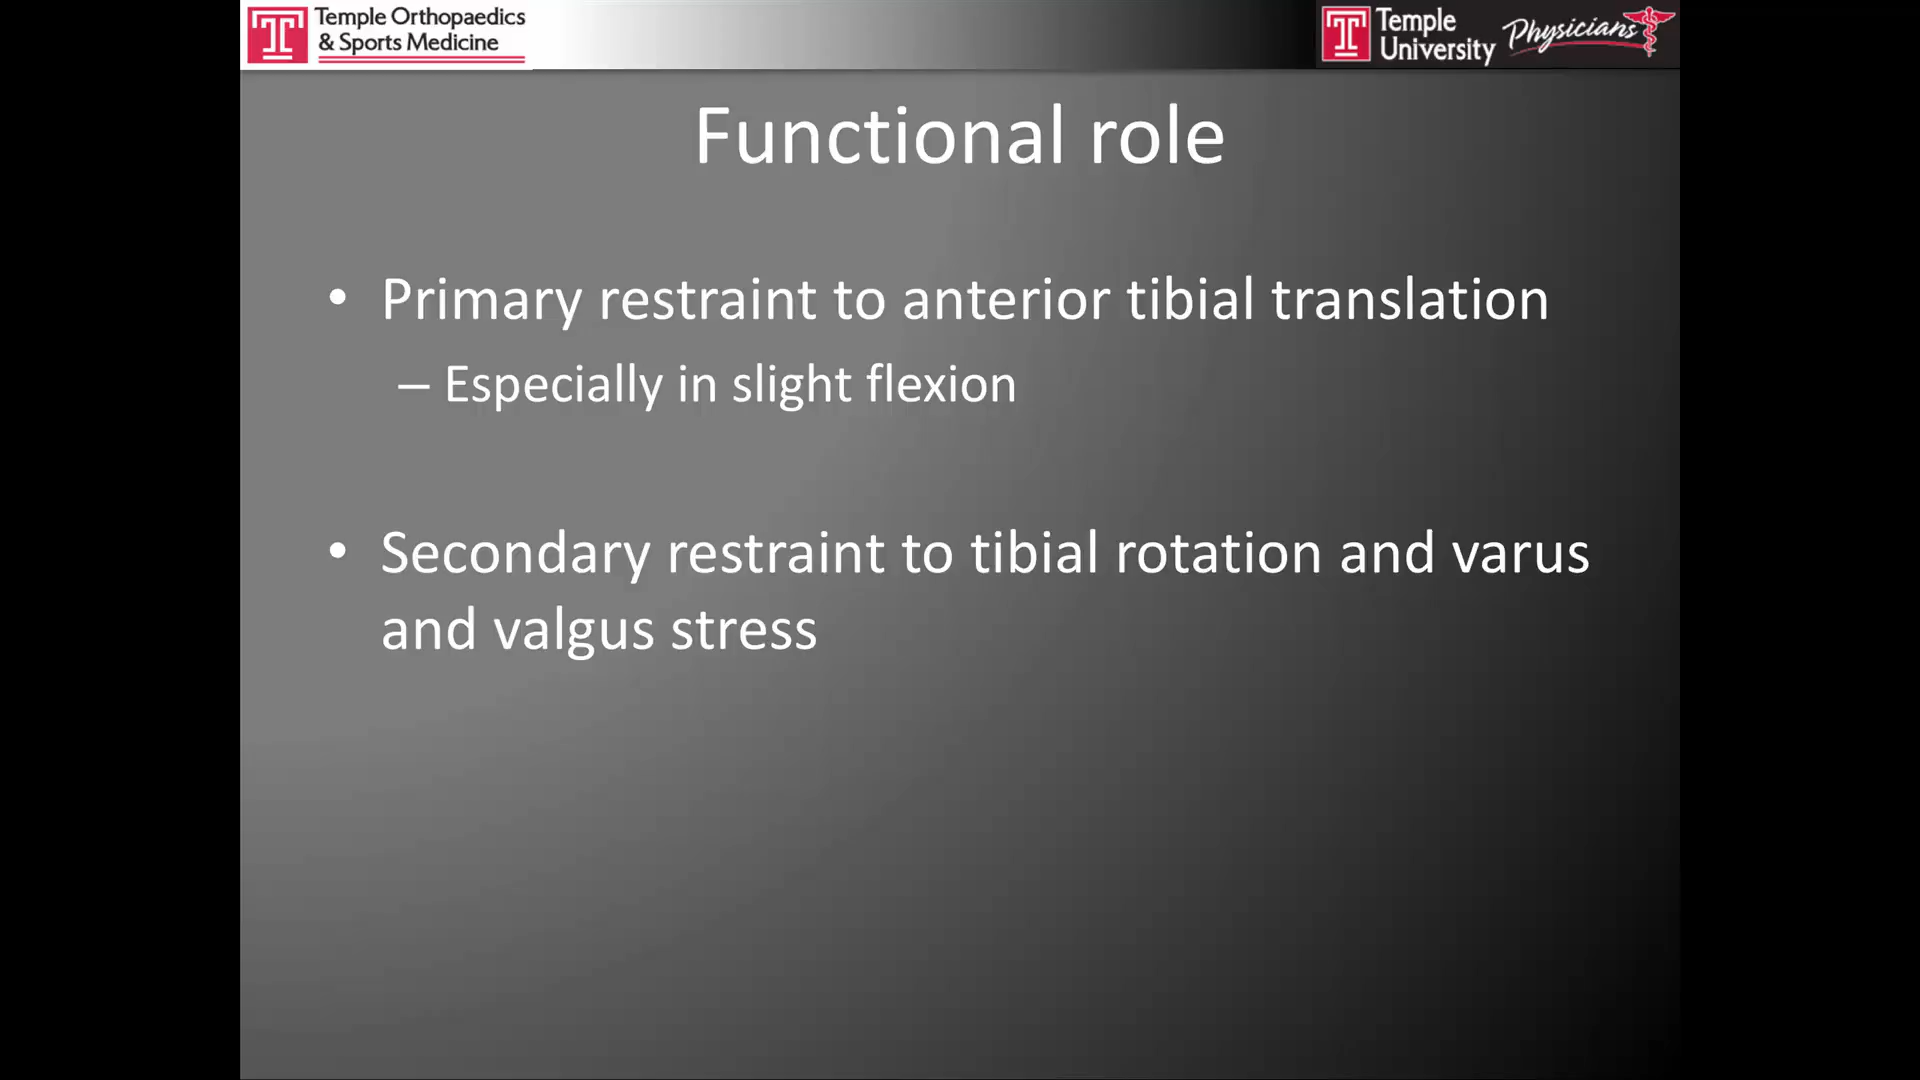 Temple Orthopaedics
& Sports Medicine
Temple
University
Physicians
Functional role
• Primary restraint to anterior tibial translation
– Especially in slight flexion
• Secondary restraint to tibial rotation and varus
and valgus stress